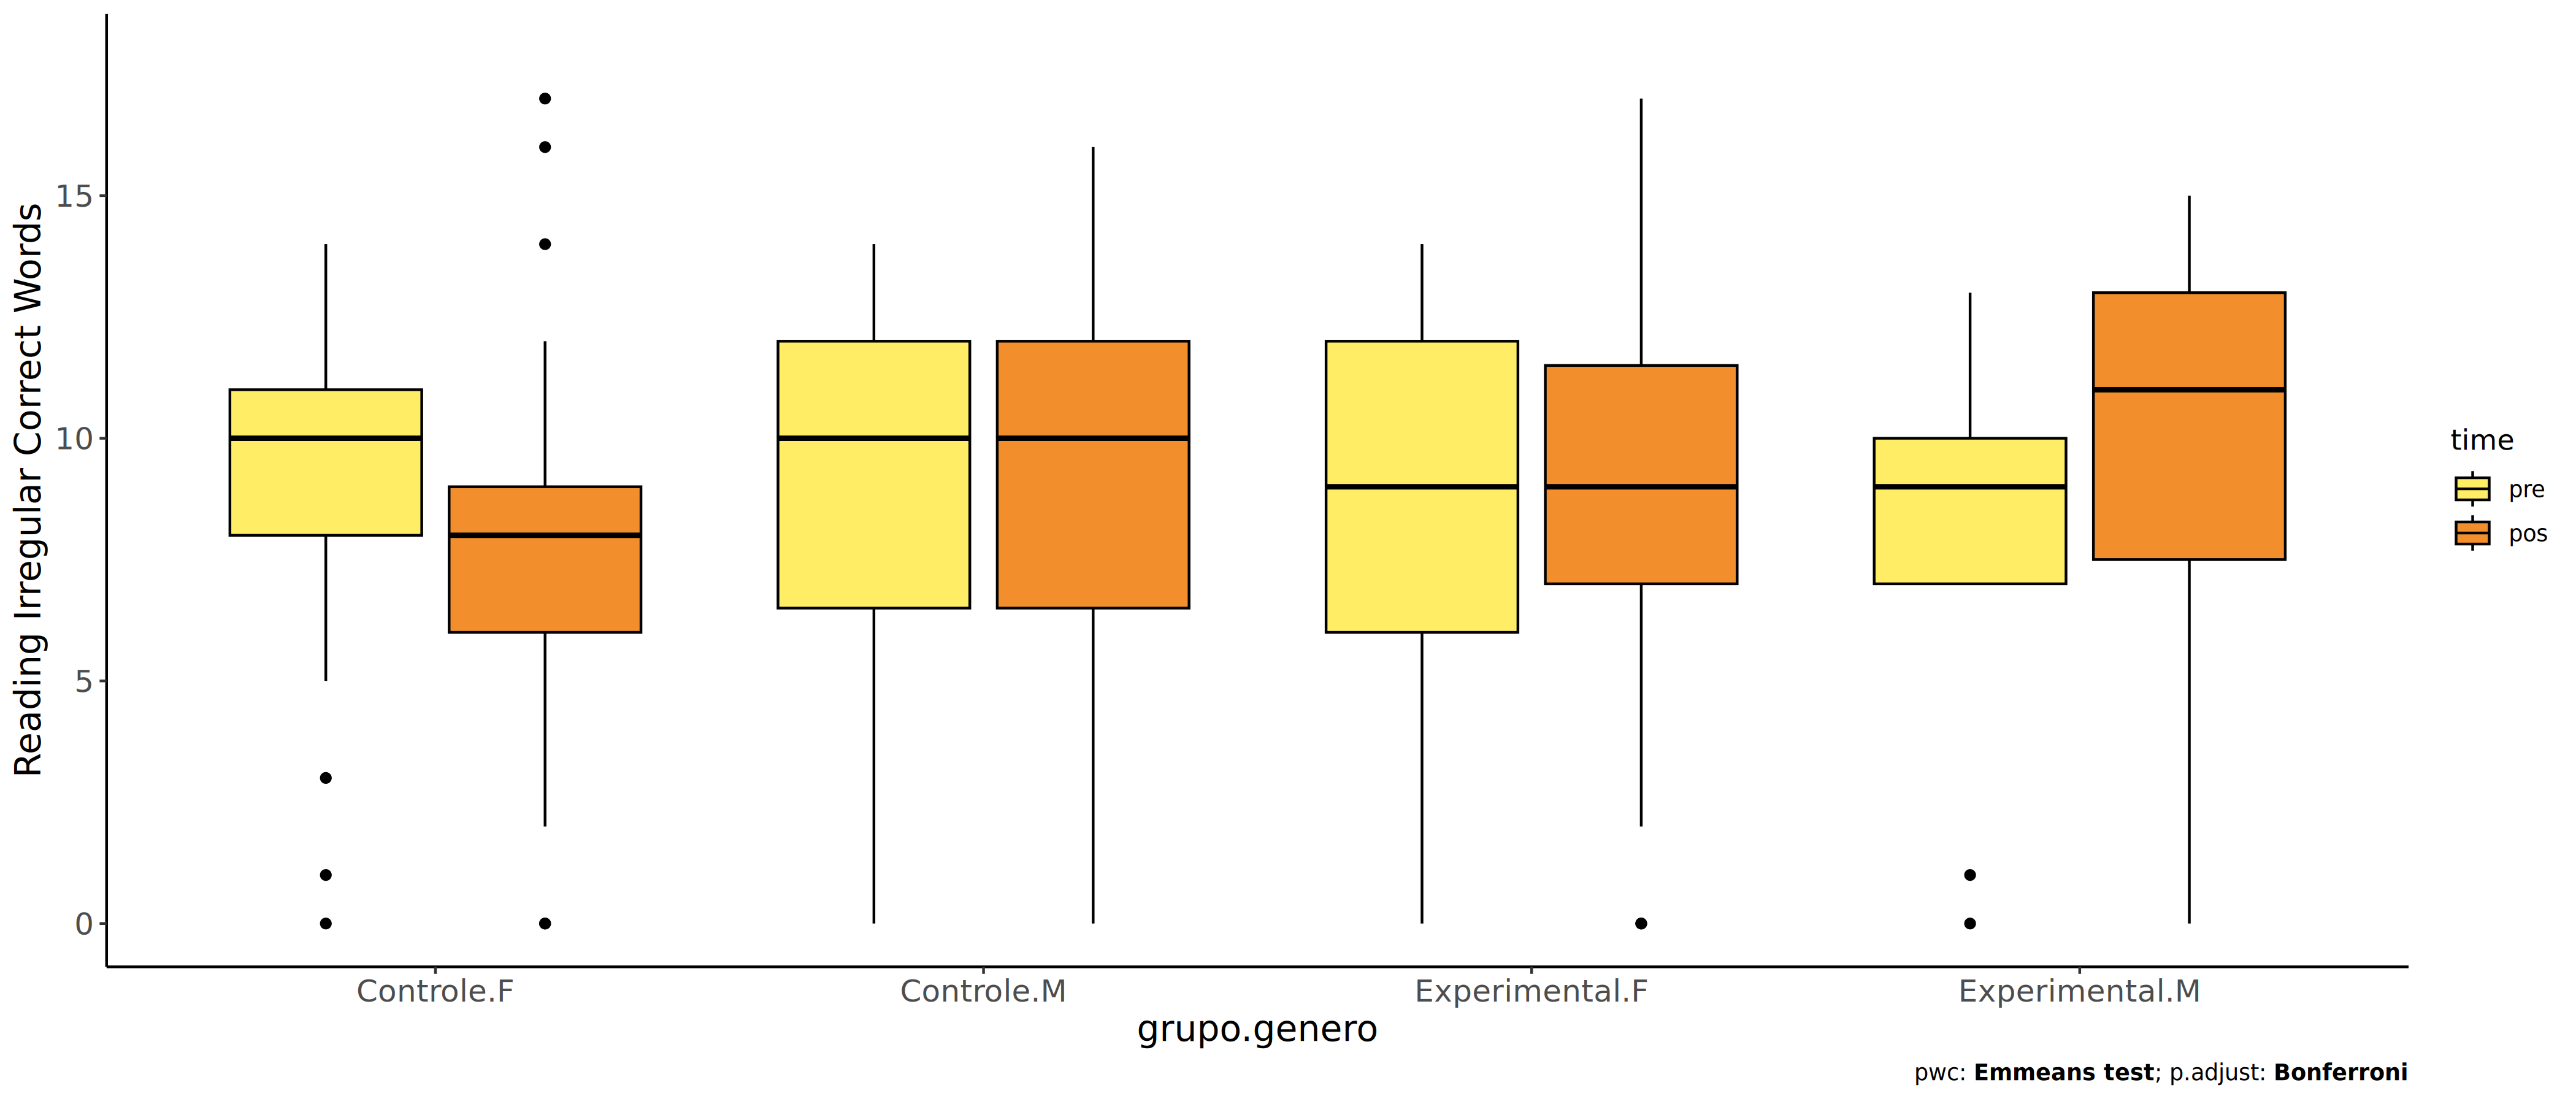 Reading Irregular Correct Words
15
10
5
0
Controle.F
Controle.M
Experimental.F
Experimental.M
grupo.genero
time
pre
pos
pwc: Emmeans test; p.adjust: Bonferroni